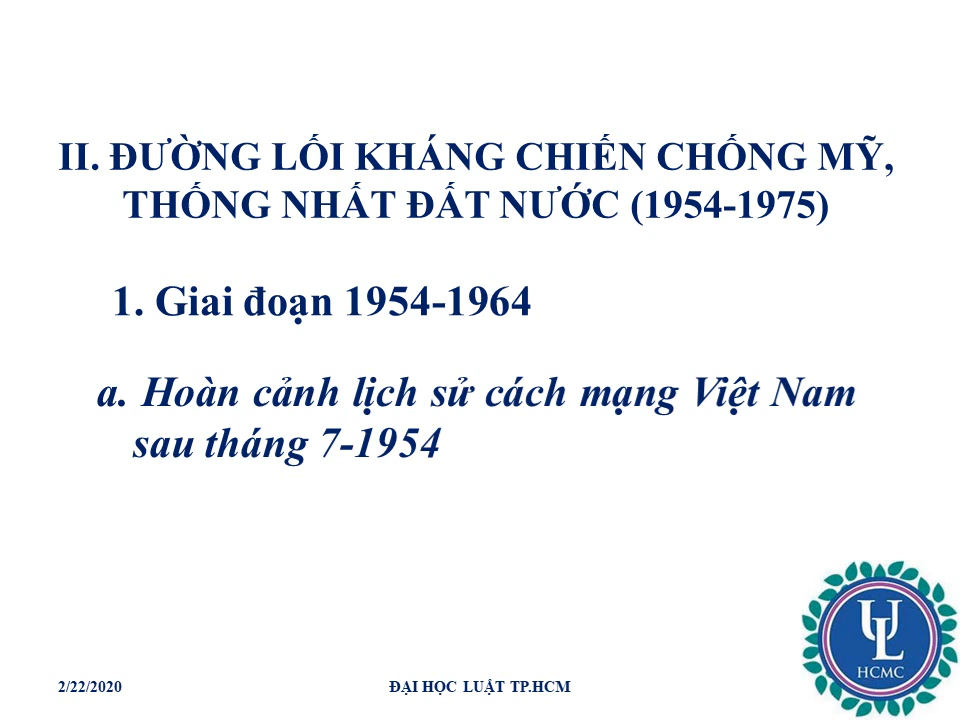 II. ĐƯỜNG LỐI KHÁNG CHIẾN CHỐNG MỸ,
THỐNG NHẤT ĐẤT NƯỚC (1954-1975)
1. Giai đoạn 1954-1964
a. Hoàn cảnh lịch sử cách mạng Việt Nam
sau tháng 7-1954
UL
HCMC
2/22/2020
ĐẠI HỌC LUẬT TP.HCM